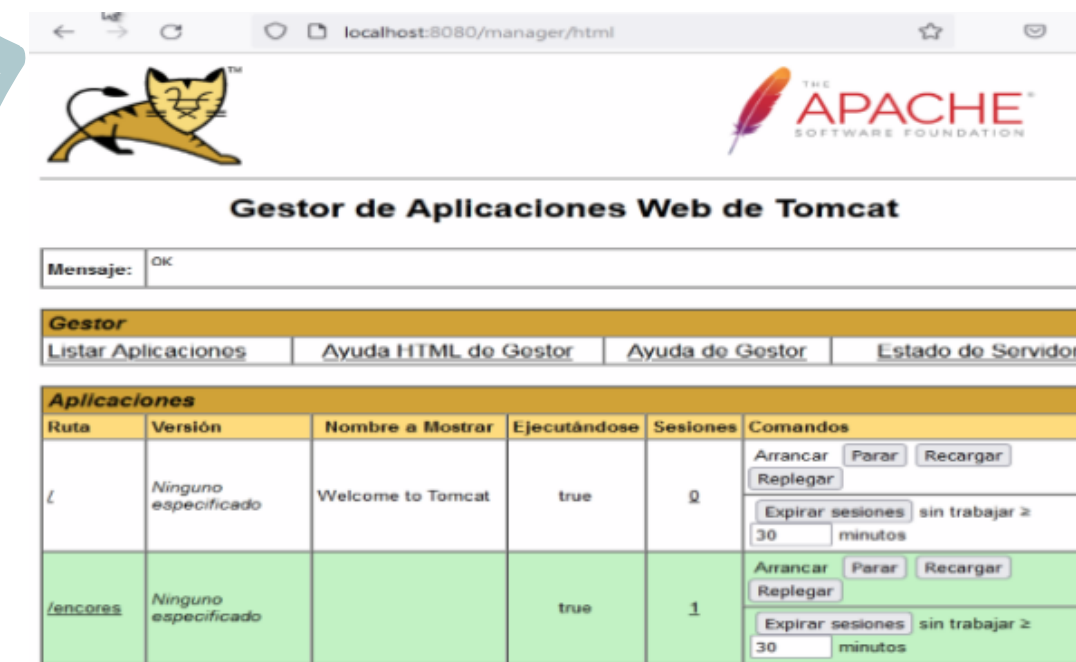 localhost:8080/manager/html
TM
THE
APACHE®
SOFTWARE FOUNDATION
Gestor de Aplicaciones Web de Tomcat
Mensaje: OK
Gestor
Listar Aplicaciones Ayuda HTML de Gestor Ayuda de Gestor Estado de Servidor
Aplicaciones
Ruta Versión Nombre a Mostrar Ejecutándose Sesiones Comandos
/ Ninguno especificado Welcome to Tomcat true 0
Arrancar Parar Recargar
Replegar
Expirar sesiones sin trabajar ≥
30 minutos
/encores Ninguno especificado true 1
Arrancar Parar Recargar
Replegar
Expirar sesiones sin trabajar ≥
30 minutos